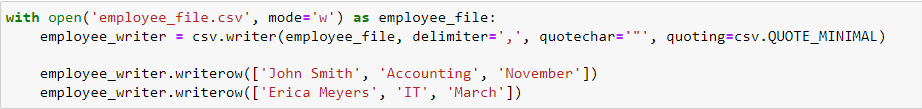 with open('employee_file.csv', mode='w') as employee_file:
    employee_writer = csv.writer(employee_file, delimiter=',', quotechar='"', quoting=csv.QUOTE_MINIMAL)
    employee_writer.writerow(['John Smith', 'Accounting', 'November'])
    employee_writer.writerow(['Erica Meyers', 'IT', 'March'])